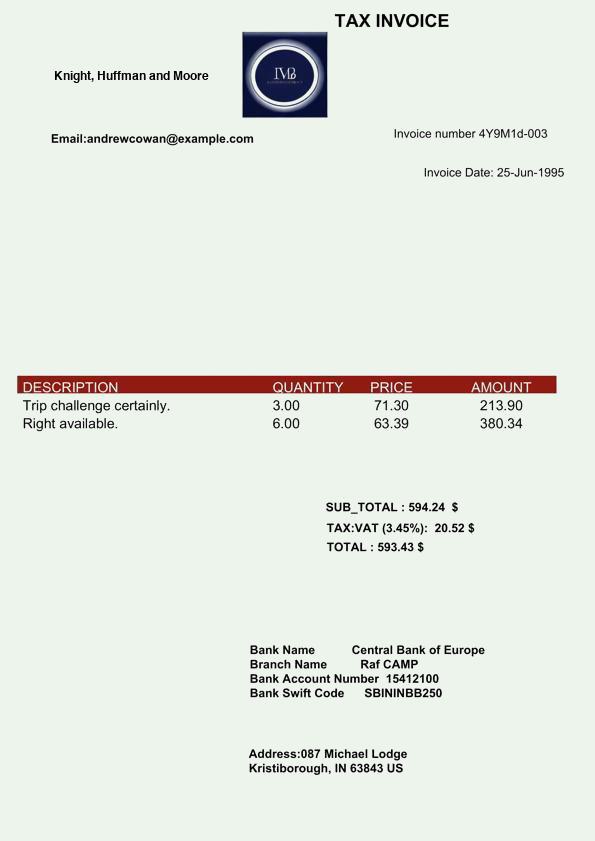 TAX INVOICE
Knight, Huffman and Moore
Email:andrewcowan@example.com
Invoice number 4Y9M1d-003
Invoice Date: 25-Jun-1995
DESCRIPTION QUANTITY PRICE AMOUNT
Trip challenge certainly. 3.00 71.30 213.90
Right available. 6.00 63.39 380.34
SUB_TOTAL : 594.24 $
TAX:VAT (3.45%): 20.52 $
TOTAL : 593.43 $
Bank Name Central Bank of Europe
Branch Name Raf CAMP
Bank Account Number 15412100
Bank Swift Code SBININBB250
Address:087 Michael Lodge
Kristiborough, IN 63843 US